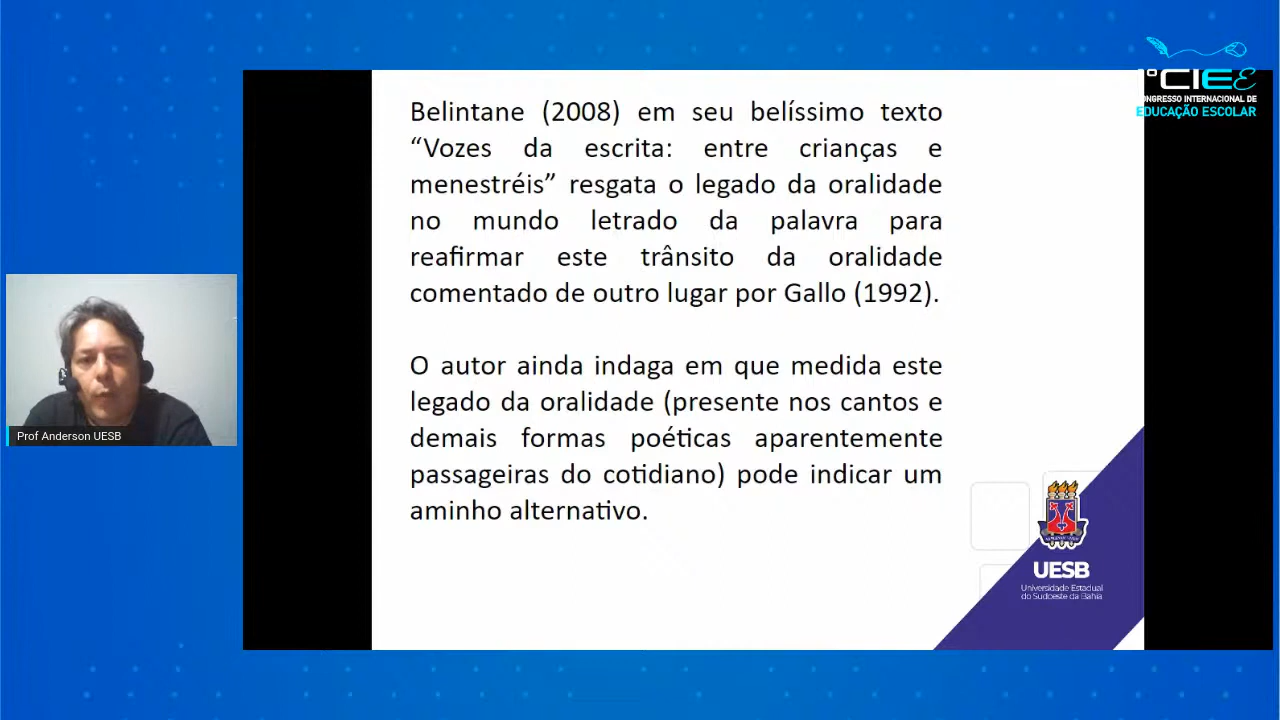 CIEE
CONGRESSO INTERNACIONAL DE
EDUCAÇÃO ESCOLAR
Belintane (2008) em seu belíssimo texto
“Vozes da escrita: entre crianças e
menestréis” resgata o legado da oralidade
no mundo letrado da palavra para
reafirmar este trânsito da oralidade
comentado de outro lugar por Gallo (1992).
O autor ainda indaga em que medida este
legado da oralidade (presente nos cantos e
demais formas poéticas aparentemente
passageiras do cotidiano) pode indicar um
aminho alternativo.
Prof Anderson UESB
UESB
Universidade Estadual
do Sudoeste da Bahia